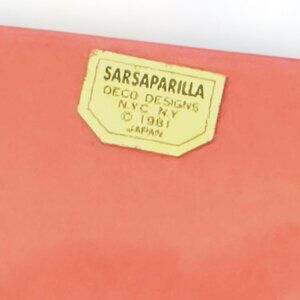 SARSAPARILLA
DECO DESIGNS
N.Y.C N.Y
© 1981
JAPAN